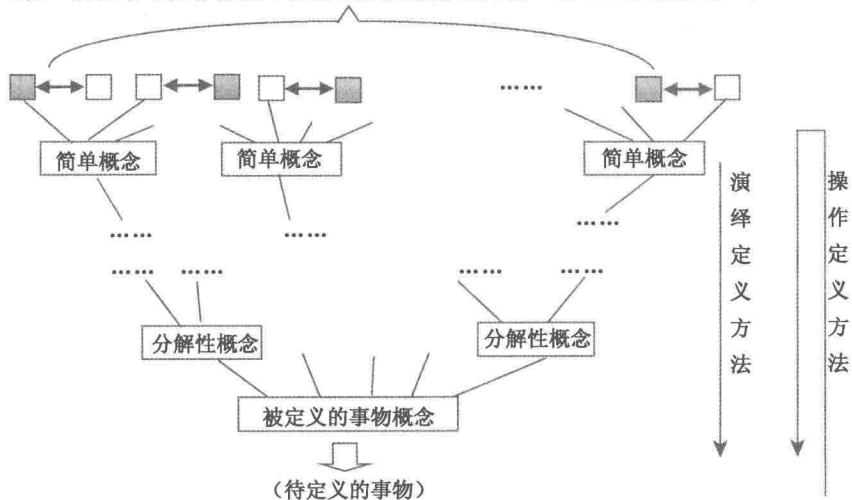 ……
简单概念 简单概念 简单概念
…… …… ……
…… …… …… ……
分解性概念 分解性概念
被定义的事物概念
(待定义的事物)
演绎定义方法
操作定义方法